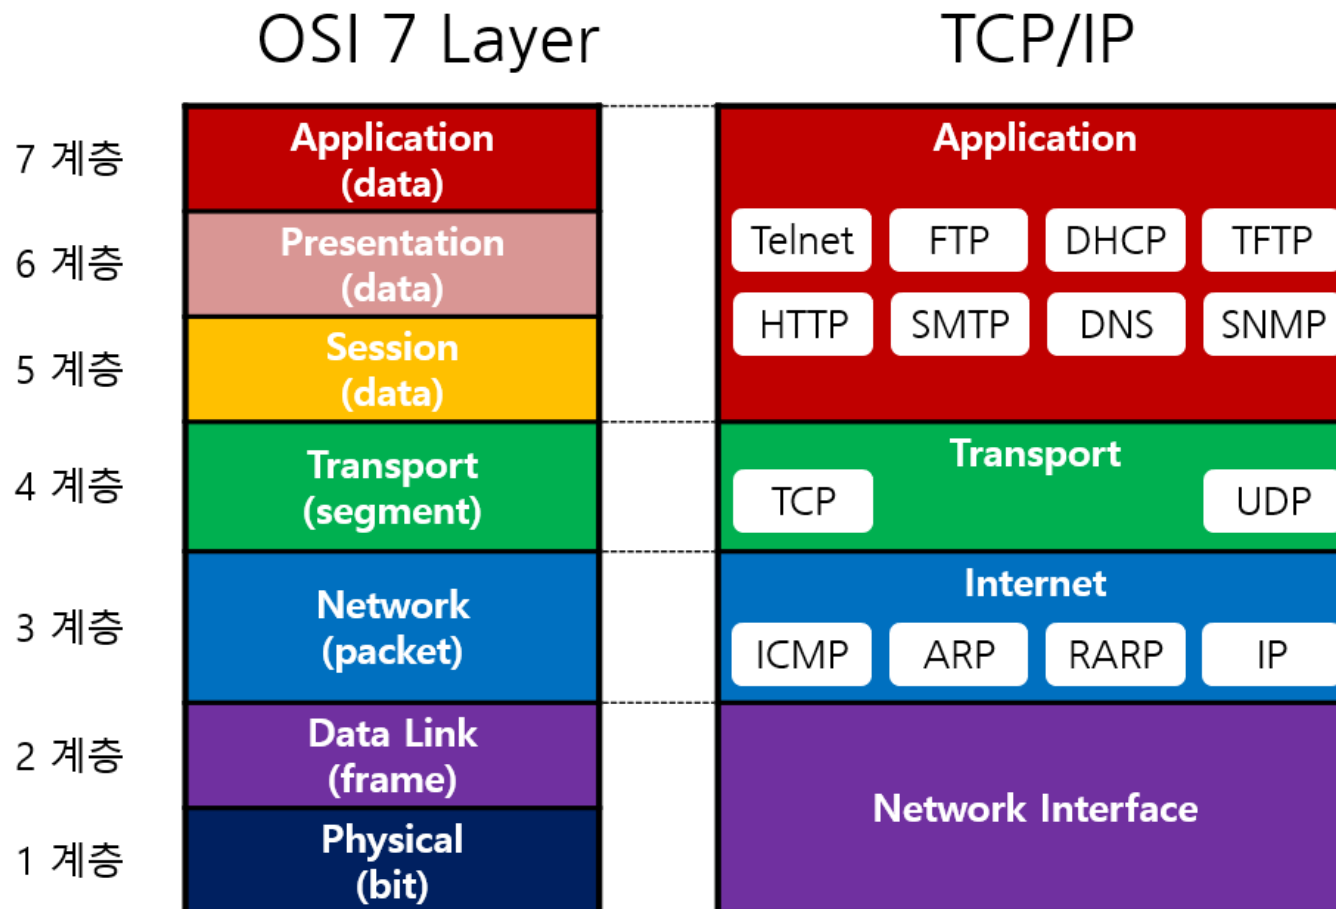 OSI 7 Layer
TCP/IP
7 계층
Application
(data)
6 계층
Presentation
(data)
5 계층
Session
(data)
4 계층
Transport
(segment)
3 계층
Network
(packet)
2 계층
Data Link
(frame)
1 계층
Physical
(bit)
Application
Telnet FTP DHCP TFTP
HTTP SMTP DNS SNMP
Transport
TCP UDP
Internet
ICMP ARP RARP IP
Network Interface